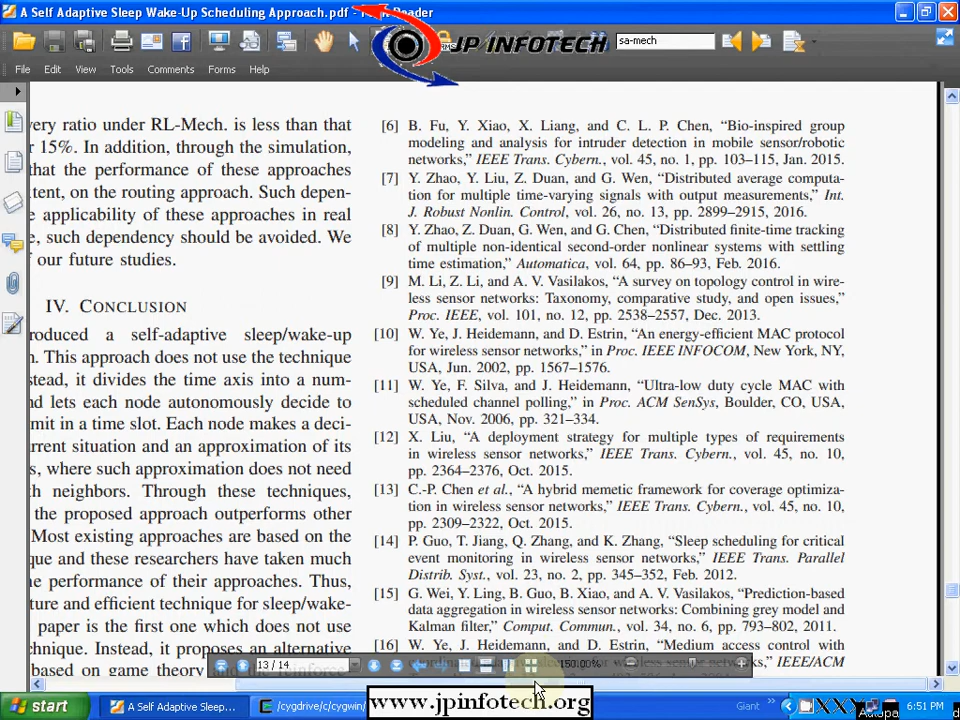 A Self Adaptive Sleep Wake-Up Scheduling Approach.pdf - Reader
JP INFOTECH
sa-mech
File Edit View Tools Comments Forms Help
very ratio under RL-Mech. is less than that
r 15%. In addition, through the simulation,
that the performance of these approaches
tent, on the routing approach. Such depen-
e applicability of these approaches in real
e, such dependency should be avoided. We
of our future studies.
IV. CONCLUSION
roduced a self-adaptive sleep/wake-up
h. This approach does not use the technique
stead, it divides the time axis into a num-
nd lets each node autonomously decide to
mit in a time slot. Each node makes a deci-
urrent situation and an approximation of its
s, where such approximation does not need
th neighbors. Through these techniques,
the proposed approach outperforms other
Most existing approaches are based on the
que and these researchers have taken much
he performance of their approaches. Thus,
ture and efficient technique for sleep/wake-
paper is the first one which does not use
chnique. Instead, it proposes an alternative
based on game theory and the reinforce-
[6] B. Fu, Y. Xiao, X. Liang, and C. L. P. Chen, “Bio-inspired group
modeling and analysis for intruder detection in mobile sensor/robotic
networks,” IEEE Trans. Cybern., vol. 45, no. 1, pp. 103–115, Jan. 2015.
[7] Y. Zhao, Y. Liu, Z. Duan, and G. Wen, “Distributed average computa-
tion for multiple time-varying signals with output measurements,” Int.
J. Robust Nonlin. Control, vol. 26, no. 13, pp. 2899–2915, 2016.
[8] Y. Zhao, Z. Duan, G. Wen, and G. Chen, “Distributed finite-time tracking
of multiple non-identical second-order nonlinear systems with settling
time estimation,” Automatica, vol. 64, pp. 86–93, Feb. 2016.
[9] M. Li, Z. Li, and A. V. Vasilakos, “A survey on topology control in wire-
less sensor networks: Taxonomy, comparative study, and open issues,”
Proc. IEEE, vol. 101, no. 12, pp. 2538–2557, Dec. 2013.
[10] W. Ye, J. Heidemann, and D. Estrin, “An energy-efficient MAC protocol
for wireless sensor networks,” in Proc. IEEE INFOCOM, New York, NY,
USA, Jun. 2002, pp. 1567–1576.
[11] W. Ye, F. Silva, and J. Heidemann, “Ultra-low duty cycle MAC with
scheduled channel polling,” in Proc. ACM SenSys, Boulder, CO, USA,
USA, Nov. 2006, pp. 321–334.
[12] X. Liu, “A deployment strategy for multiple types of requirements
in wireless sensor networks,” IEEE Trans. Cybern., vol. 45, no. 10,
pp. 2364–2376, Oct. 2015.
[13] C.-P. Chen et al., “A hybrid memetic framework for coverage optimiza-
tion in wireless sensor networks,” IEEE Trans. Cybern., vol. 45, no. 10,
pp. 2309–2322, Oct. 2015.
[14] P. Guo, T. Jiang, Q. Zhang, and K. Zhang, “Sleep scheduling for critical
event monitoring in wireless sensor networks,” IEEE Trans. Parallel
Distrib. Syst., vol. 23, no. 2, pp. 345–352, Feb. 2012.
[15] G. Wei, Y. Ling, B. Guo, B. Xiao, and A. V. Vasilakos, “Prediction-based
data aggregation in wireless sensor networks: Combining grey model and
Kalman filter,” Comput. Commun., vol. 34, no. 6, pp. 793–802, 2011.
[16] W. Ye, J. Heidemann, and D. Estrin, “Medium access control with
IEEE/ACM
13 / 14
150.00%
start
A Self Adaptive Sleep...
/cygdrive/c/cygwin/
www.jpinfotech.org
Giant
6:51 PM